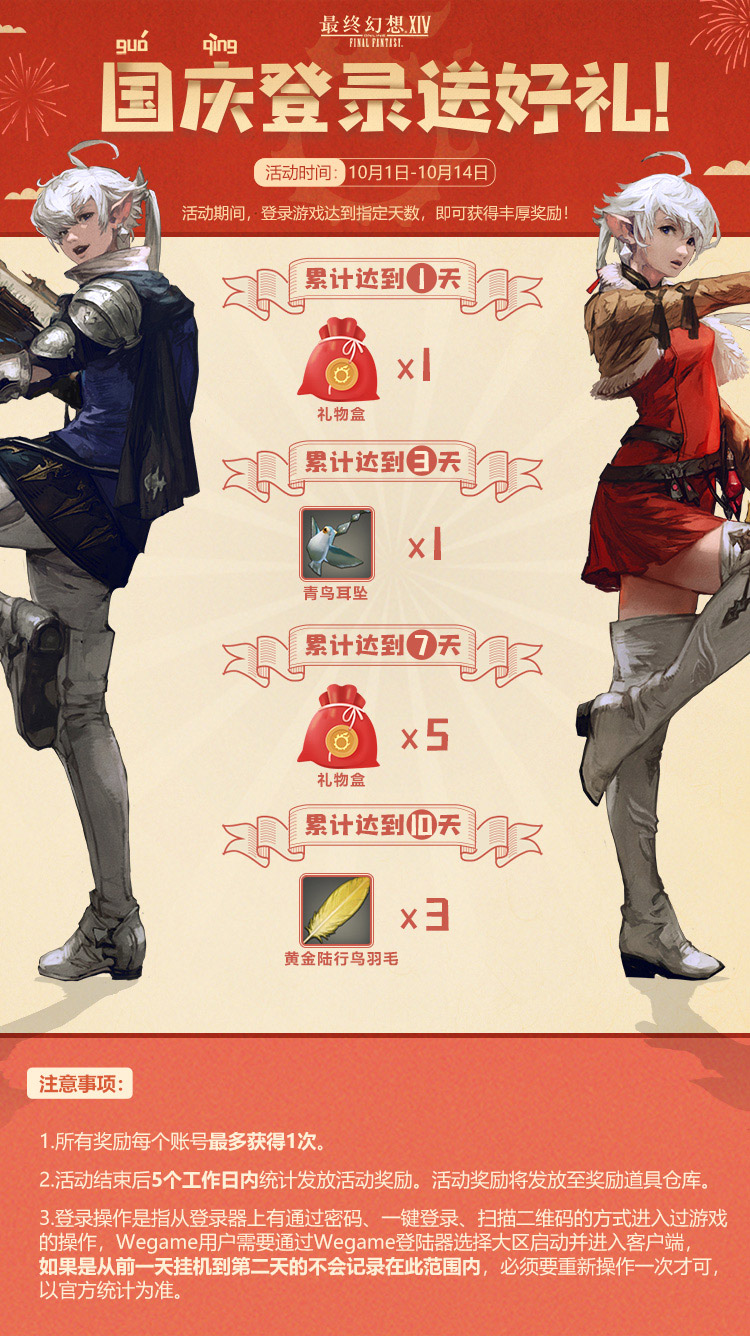 最终幻想XIV
FINAL FANTASY.
guó qìng
国庆登录送好礼!
活动时间: 10月1日-10月14日
活动期间，登录游戏达到指定天数，即可获得丰厚奖励!
累计达到1天
x1
礼物盒
累计达到3天
x1
青鸟耳坠
累计达到7天
x5
礼物盒
累计达到10天
x3
黄金陆行鸟羽毛
注意事项:
1.所有奖励每个账号最多获得1次。
2.活动结束后5个工作日内统计发放活动奖励。活动奖励将发放至奖励道具仓库。
3.登录操作是指从登录器上有通过密码、一键登录、扫描二维码的方式进入过游戏
的操作，Wegame用户需要通过Wegame登陆器选择大区启动并进入客户端，
如果是从前一天挂机到第二天的不会记录在此范围内，必须要重新操作一次才可，
以官方统计为准。